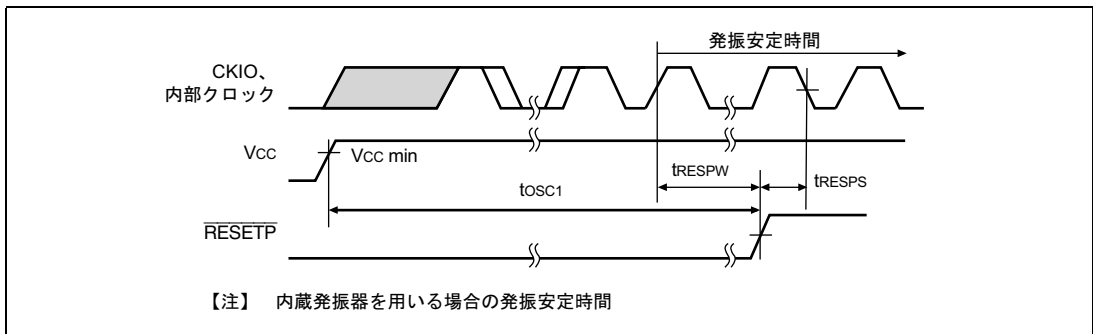 発振安定時間
CKIO、
内部クロック
Vcc
Vcc min
tRESPW
tRESPS
tosc1
RESETP
【注】 内蔵発振器を用いる場合の発振安定時間